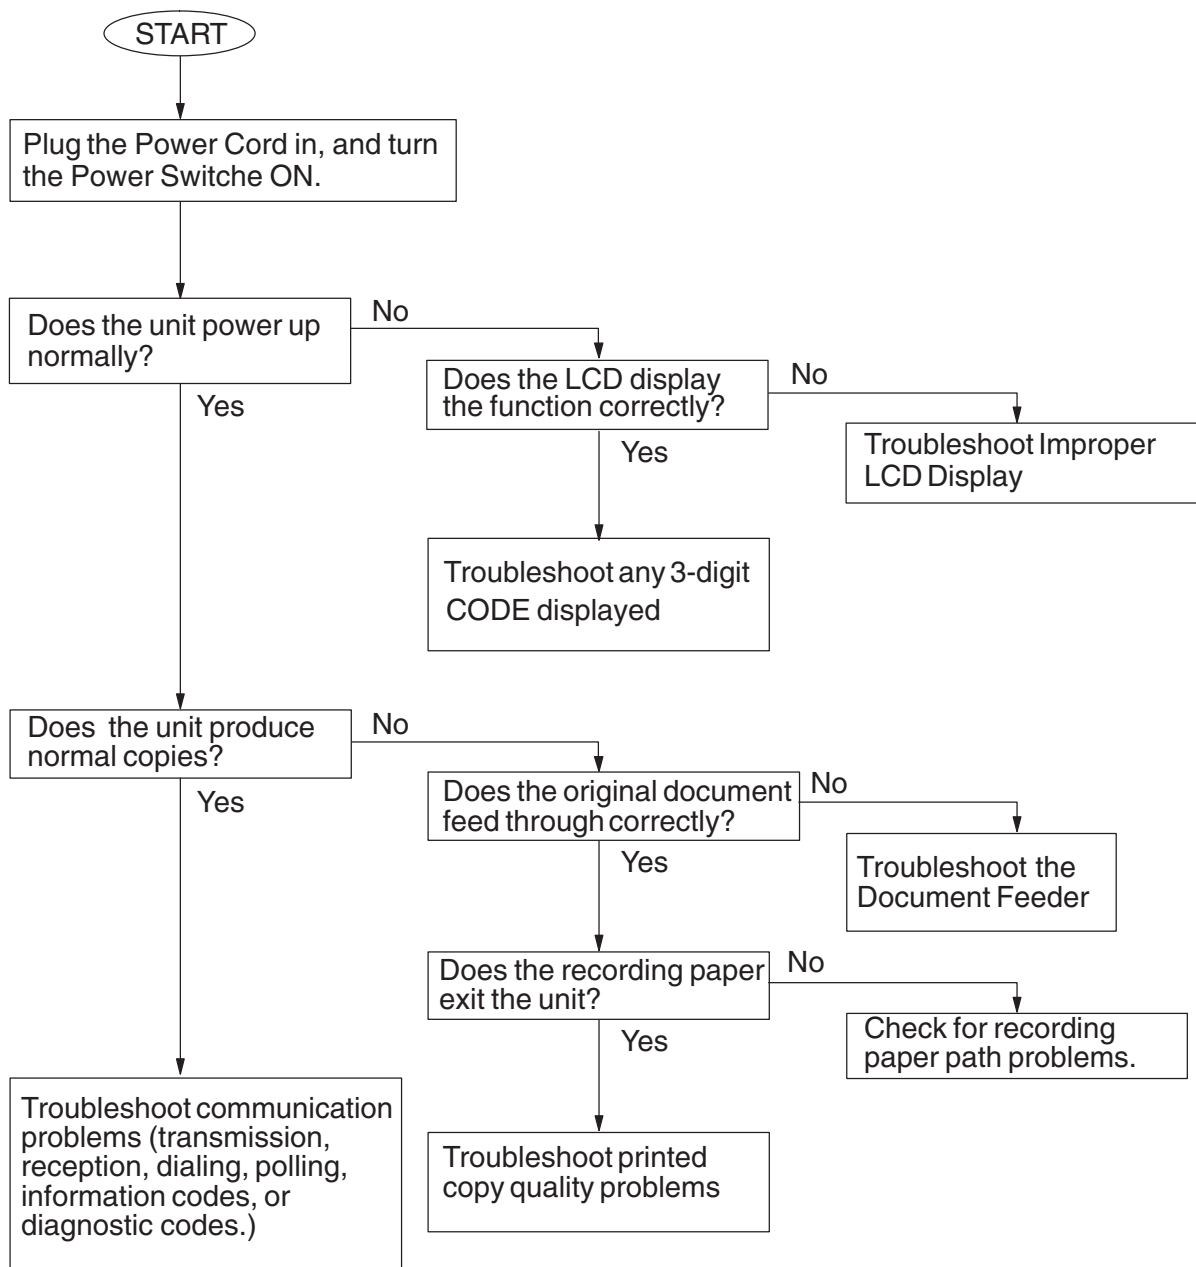 START
Plug the Power Cord in, and turn
the Power Switche ON.
Does the unit power up
normally?
No
Yes
Does the LCD display
the function correctly?
No
Yes
Troubleshoot Improper
LCD Display
Troubleshoot any 3-digit
CODE displayed
Does the unit produce
normal copies?
No
Yes
Does the original document
feed through correctly?
No
Yes
Troubleshoot the
Document Feeder
Does the recording paper
exit the unit?
No
Yes
Check for recording
paper path problems.
Troubleshoot communication
problems (transmission,
reception, dialing, polling,
information codes, or
diagnostic codes.)
Troubleshoot printed
copy quality problems